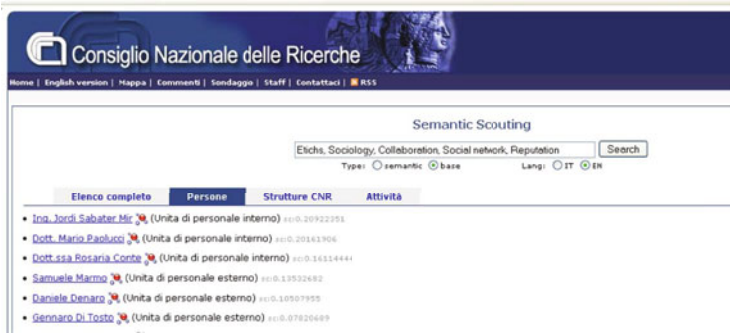 Consiglio Nazionale delle Ricerche
Home | English version | Mappa | Commenti | Sondaggio | Staff | Contattaci | RSS
Semantic Scouting
Etichs, Sociology, Collaboration, Social network, Reputation Search
Type: semantic base Lang: IT EN
Elenco completo Persone Strutture CNR Attività
• Ing. Jordi Sabater Mir (Unita di personale interno) sc:0.20922351
• Dott. Mario Paolucci (Unita di personale interno) sc:0.20161906
• Dott.ssa Rosaria Conte (Unita di personale interno) sc:0.16114444
• Samuele Marmo (Unita di personale esterno) sc:0.13532682
• Daniele Denaro (Unita di personale esterno) sc:0.10507955
• Gennaro Di Tosto (Unita di personale esterno) sc:0.07820689